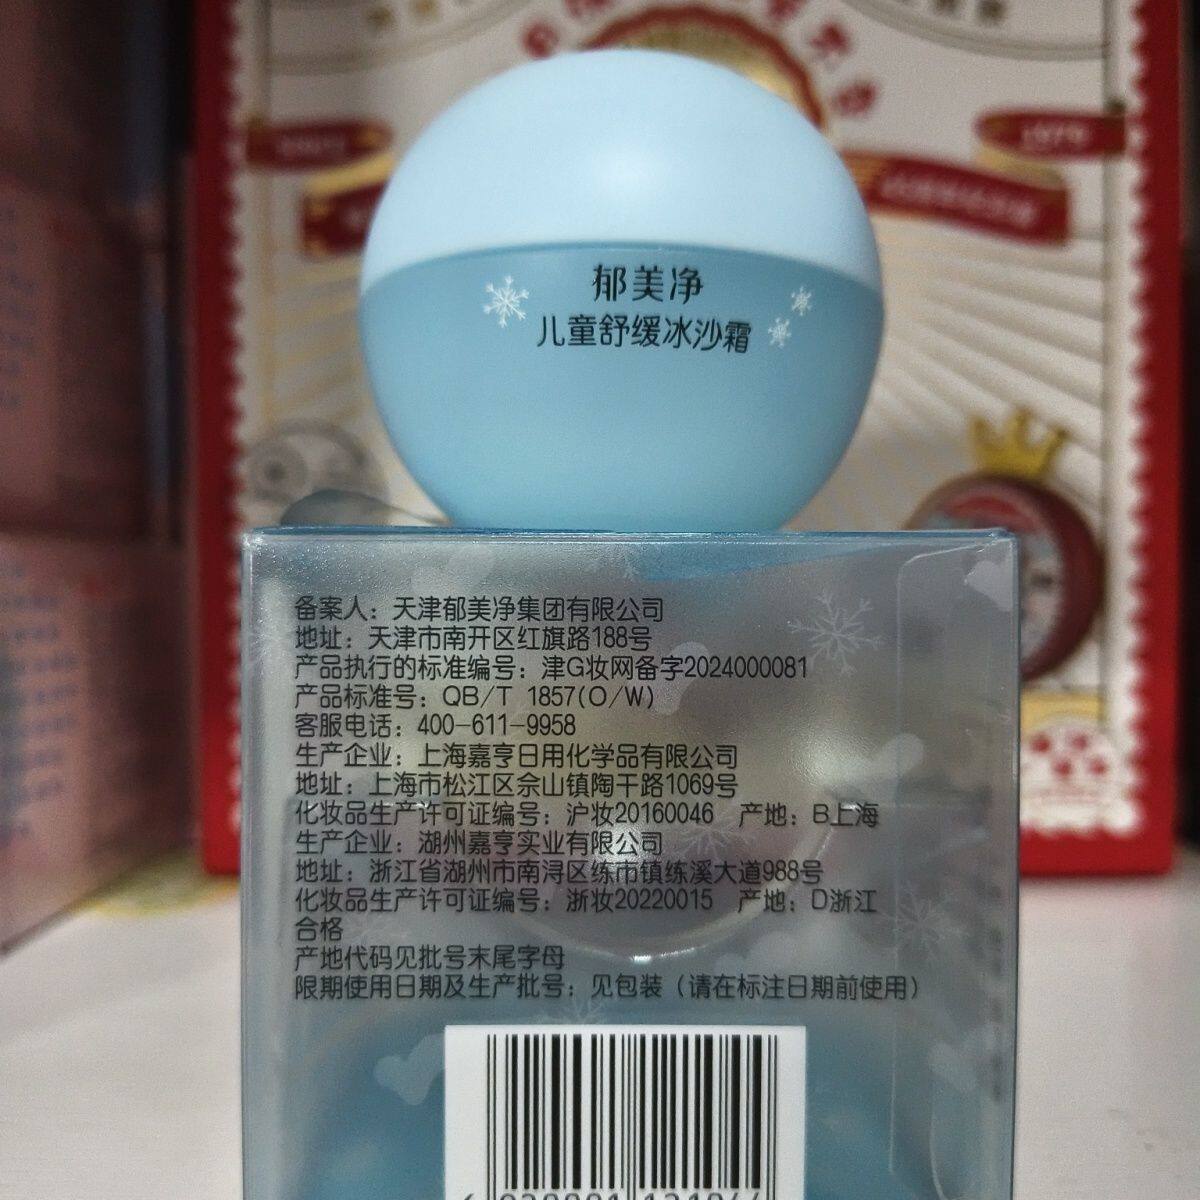 郁美净
儿童舒缓冰沙霜
备案人：天津郁美净集团有限公司
地址：天津市南开区红旗路188号
产品执行的标准编号：津G妆网备字2024000081
产品标准号：QB/T 1857(O/W)
客服电话：400-611-9958
生产企业：上海嘉亨日用化学品有限公司
地址：上海市松江区佘山镇陶干路1069号
化妆品生产许可证编号：沪妆20160046 产地：B上海
生产企业：湖州嘉亨实业有限公司
地址：浙江省湖州市南浔区练市镇练溪大道988号
化妆品生产许可证编号：浙妆20220015 产地：D浙江
合格
产地代码见批号末尾字母
限期使用日期及生产批号：见包装（请在标注日期前使用）